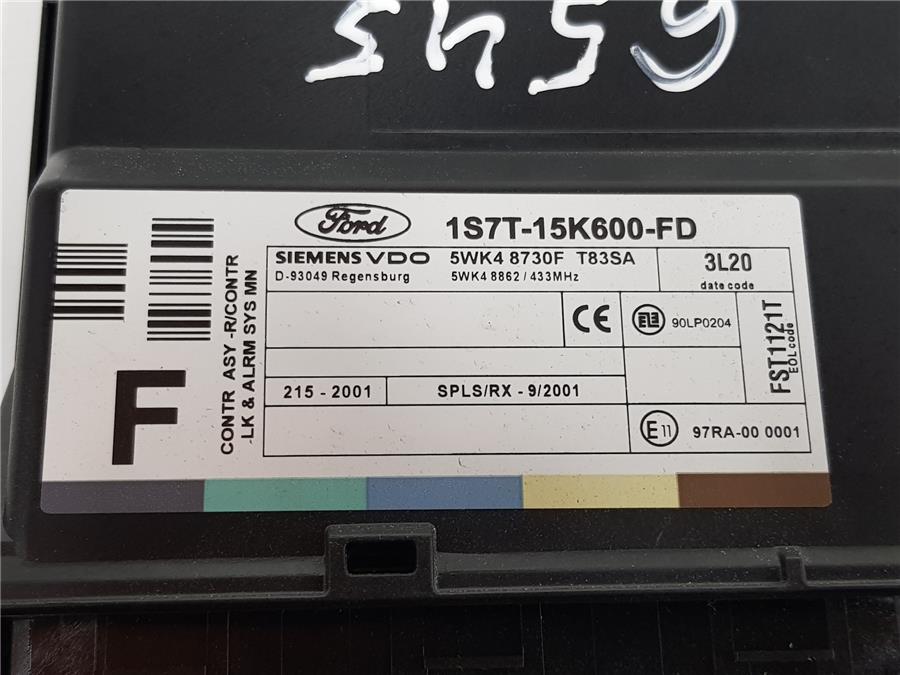 Ford 1S7T-15K600-FD
SIEMENS VDO 5WK4 8730F T83SA 3L20
D-93049 Regensburg 5WK4 8862 / 433MHz date code
CE 90LP0204
FST1121T
EOL code
215 - 2001 SPLS/RX - 9/2001
E11 97RA-00 0001
CONTR ASY -R/CONTR
-LK & ALRM SYS MN
F